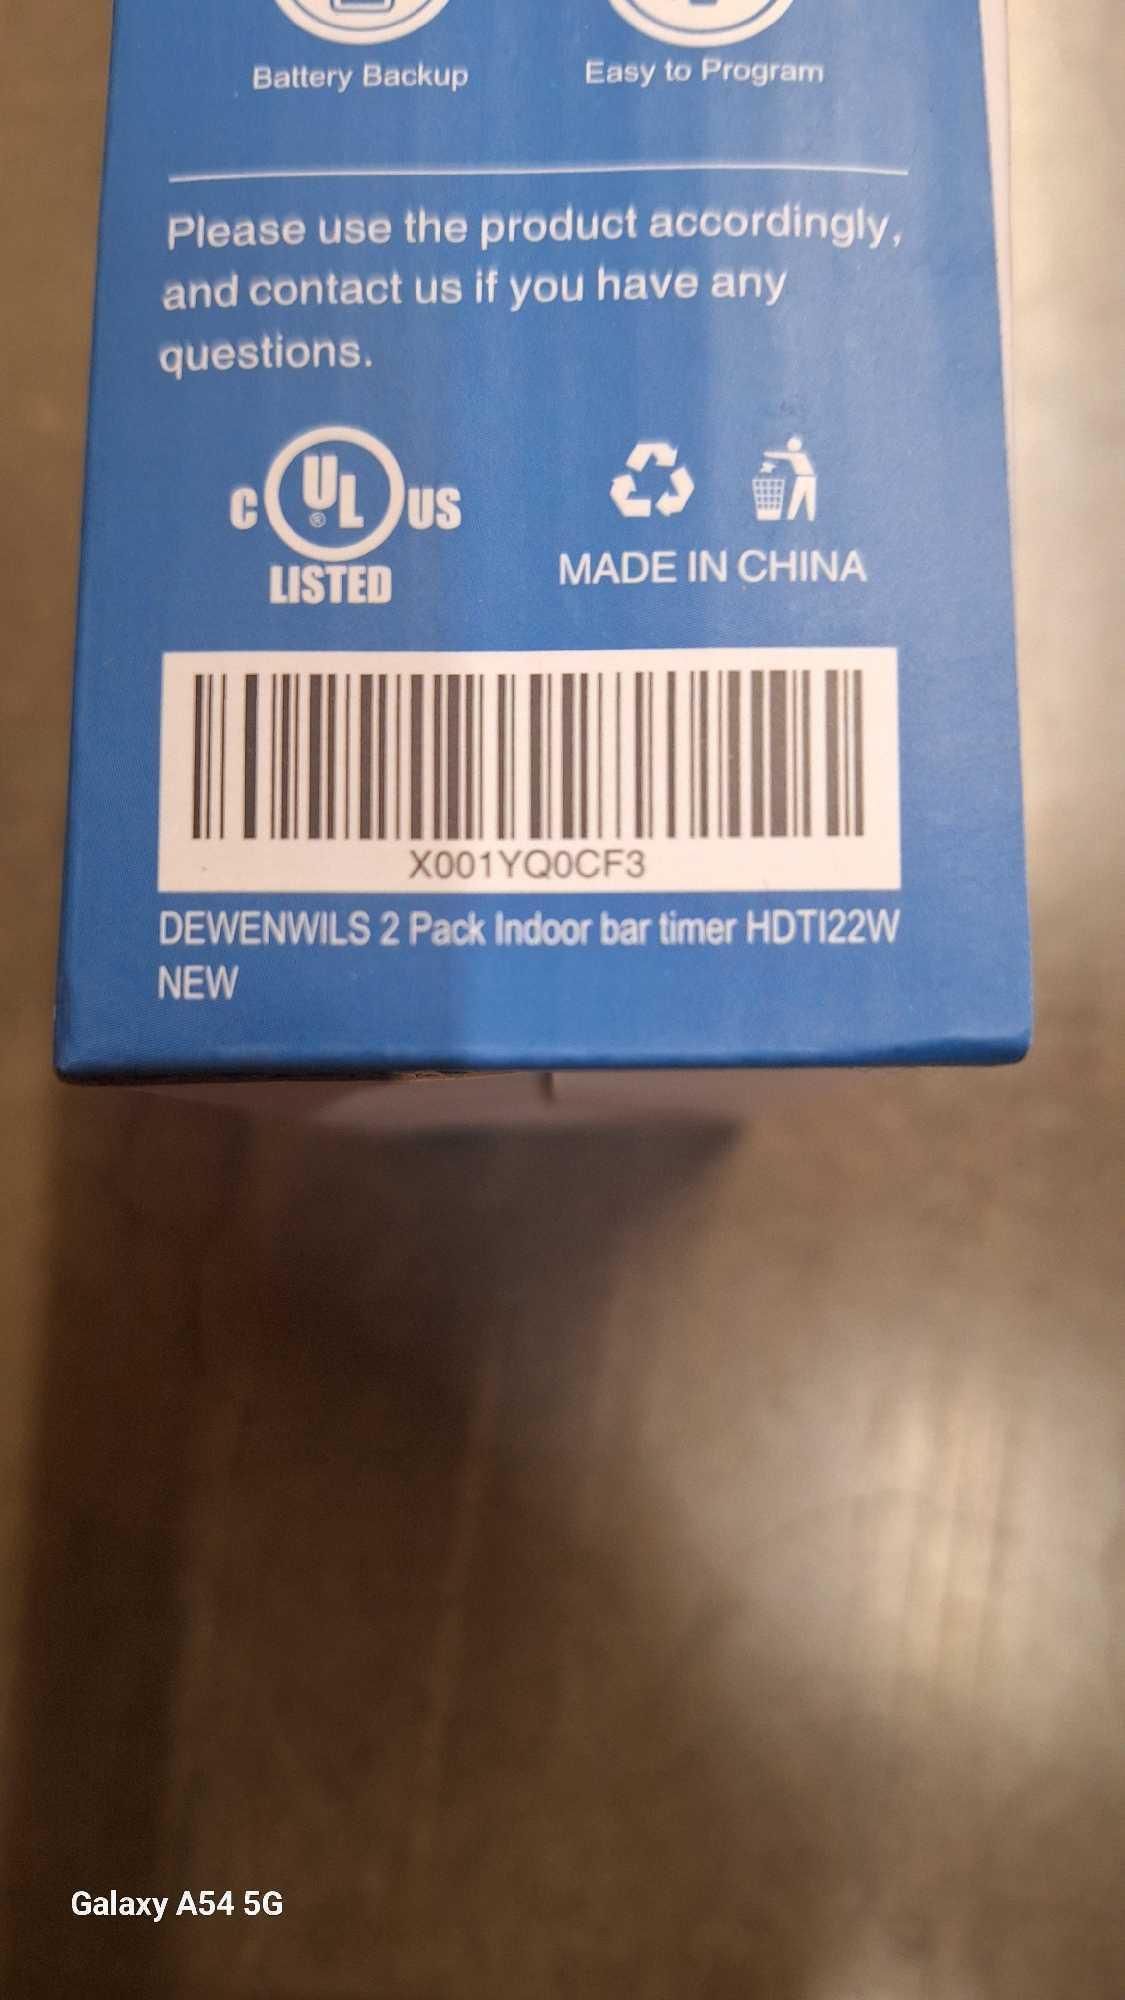 Battery Backup
Easy to Program
Please use the product accordingly,
and contact us if you have any
questions.
C UL® US
LISTED
MADE IN CHINA
X001YQ0CF3
DEWENWILS 2 Pack Indoor bar timer HDTI22W
NEW
Galaxy A54 5G